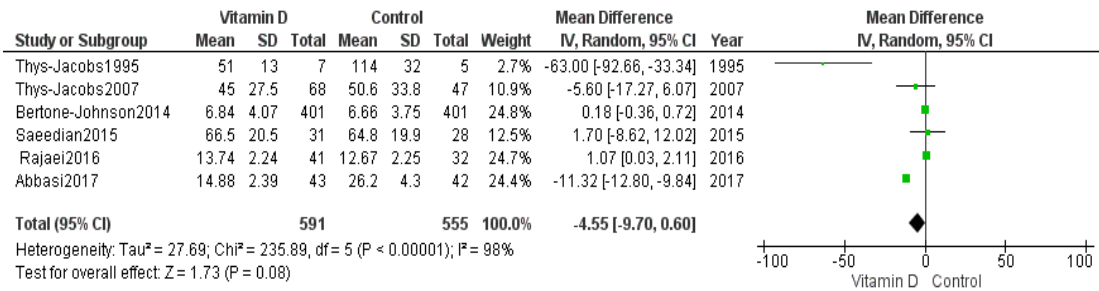 Vitamin D Control Mean Difference Mean Difference
Study or Subgroup Mean SD Total Mean SD Total Weight IV, Random, 95% CI Year IV, Random, 95% CI
Thys-Jacobs1995 51 13 7 114 32 5 2.7% -63.00 [-92.66, -33.34] 1995
Thys-Jacobs2007 45 27.5 68 50.6 33.8 47 10.9% -5.60 [-17.27, 6.07] 2007
Bertone-Johnson2014 6.84 4.07 401 6.66 3.75 401 24.8% 0.18 [-0.36, 0.72] 2014
Saeedian2015 66.5 20.5 31 64.8 19.9 28 12.5% 1.70 [-8.62, 12.02] 2015
Rajaei2016 13.74 2.24 41 12.67 2.25 32 24.7% 1.07 [0.03, 2.11] 2016
Abbasi2017 14.88 2.39 43 26.2 4.3 42 24.4% -11.32 [-12.80, -9.84] 2017
Total (95% CI) 591 555 100.0% -4.55 [-9.70, 0.60]
Heterogeneity: Tau² = 27.69; Chi² = 235.89, df = 5 (P < 0.00001); I² = 98%
Test for overall effect: Z = 1.73 (P = 0.08)
-100 -50 0 50 100
Vitamin D Control